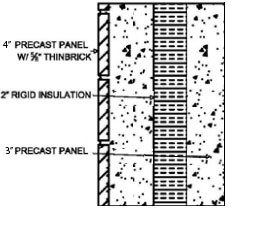 4" PRECAST PANEL
W/ ⅝" THINBRICK
2" RIGID INSULATION
3" PRECAST PANEL